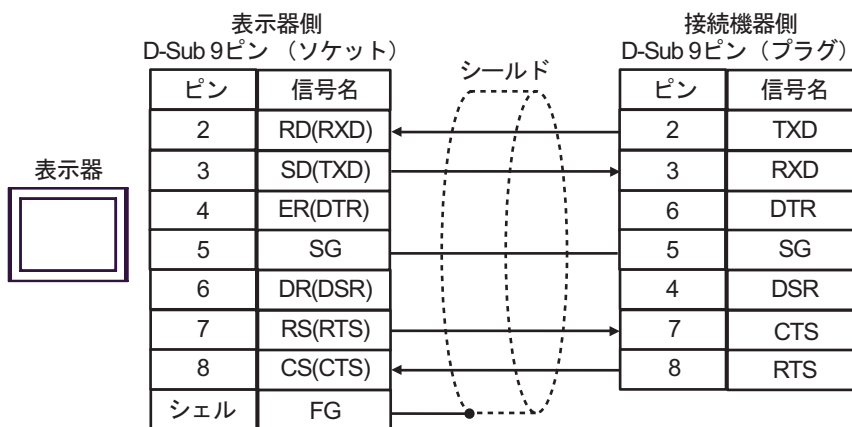 表示器側
D-Sub 9ピン （ソケット）
接続機器側
D-Sub 9ピン（プラグ）
シールド
表示器
ピン 信号名 ピン 信号名
2 RD(RXD) 2 TXD
3 SD(TXD) 3 RXD
4 ER(DTR) 6 DTR
5 SG 5 SG
6 DR(DSR) 4 DSR
7 RS(RTS) 7 CTS
8 CS(CTS) 8 RTS
シェル FG